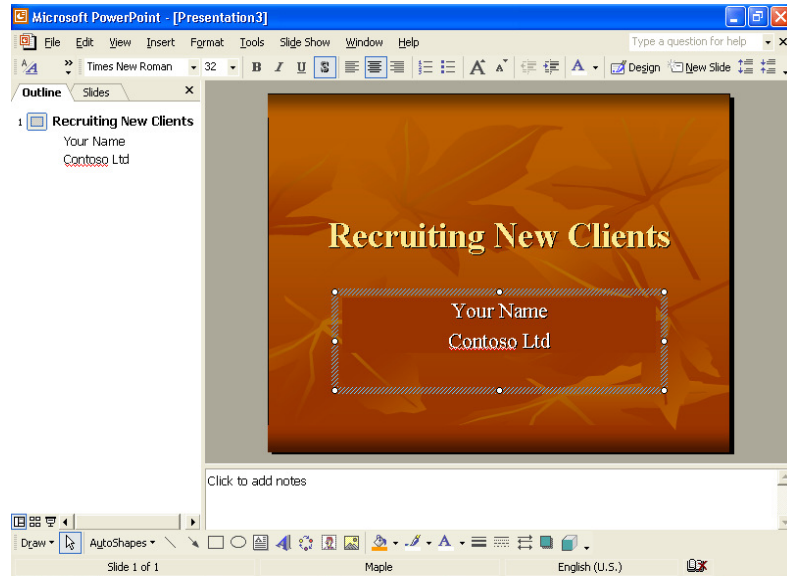 Microsoft PowerPoint - [Presentation3]
File Edit View Insert Format Tools Slide Show Window Help Type a question for help
Times New Roman 32 B I U S A A A Design New Slide
Outline Slides
1 Recruiting New Clients
Your Name
Contoso Ltd
Recruiting New Clients
Your Name
Contoso Ltd
Click to add notes
Draw AutoShapes A A
Slide 1 of 1 Maple English (U.S.)